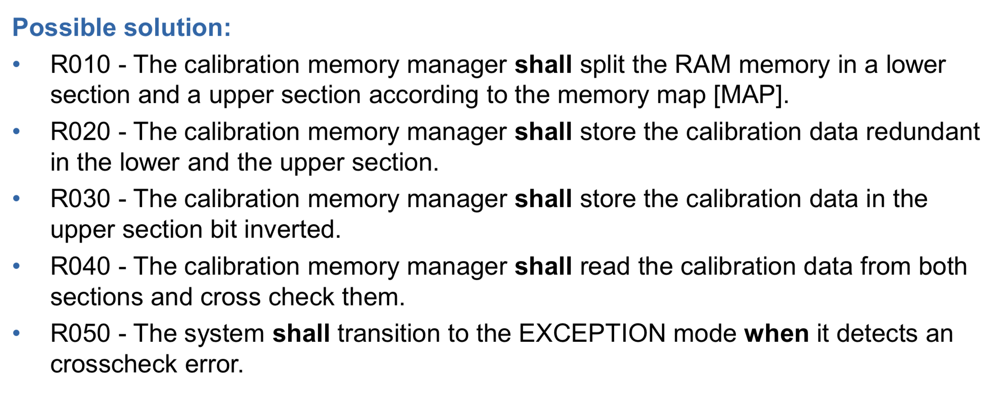 Possible solution:
• R010 - The calibration memory manager shall split the RAM memory in a lower
section and a upper section according to the memory map [MAP].
• R020 - The calibration memory manager shall store the calibration data redundant
in the lower and the upper section.
• R030 - The calibration memory manager shall store the calibration data in the
upper section bit inverted.
• R040 - The calibration memory manager shall read the calibration data from both
sections and cross check them.
• R050 - The system shall transition to the EXCEPTION mode when it detects an
crosscheck error.